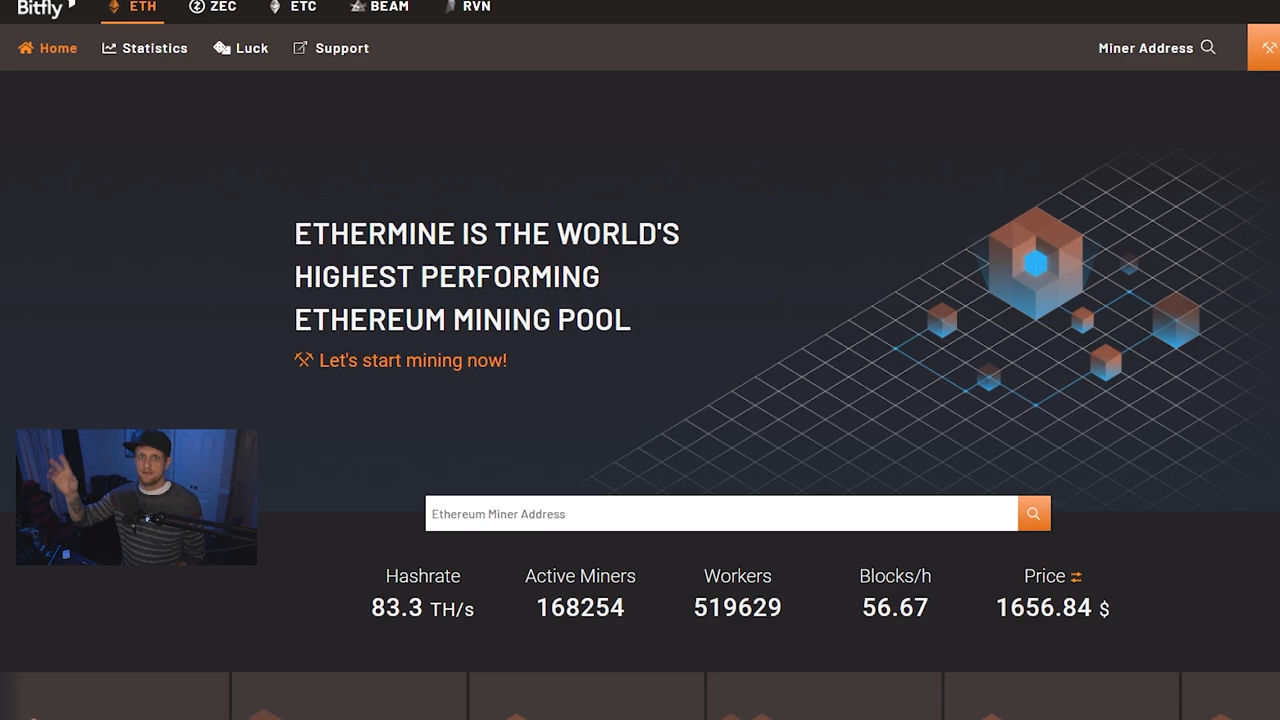 Bitfly
ETH ZEC ETC BEAM RVN
Home Statistics Luck Support Miner Address
ETHERMINE IS THE WORLD'S
HIGHEST PERFORMING
ETHEREUM MINING POOL
Let's start mining now!
Ethereum Miner Address
Hashrate Active Miners Workers Blocks/h Price
83.3 TH/s 168254 519629 56.67 1656.84 $